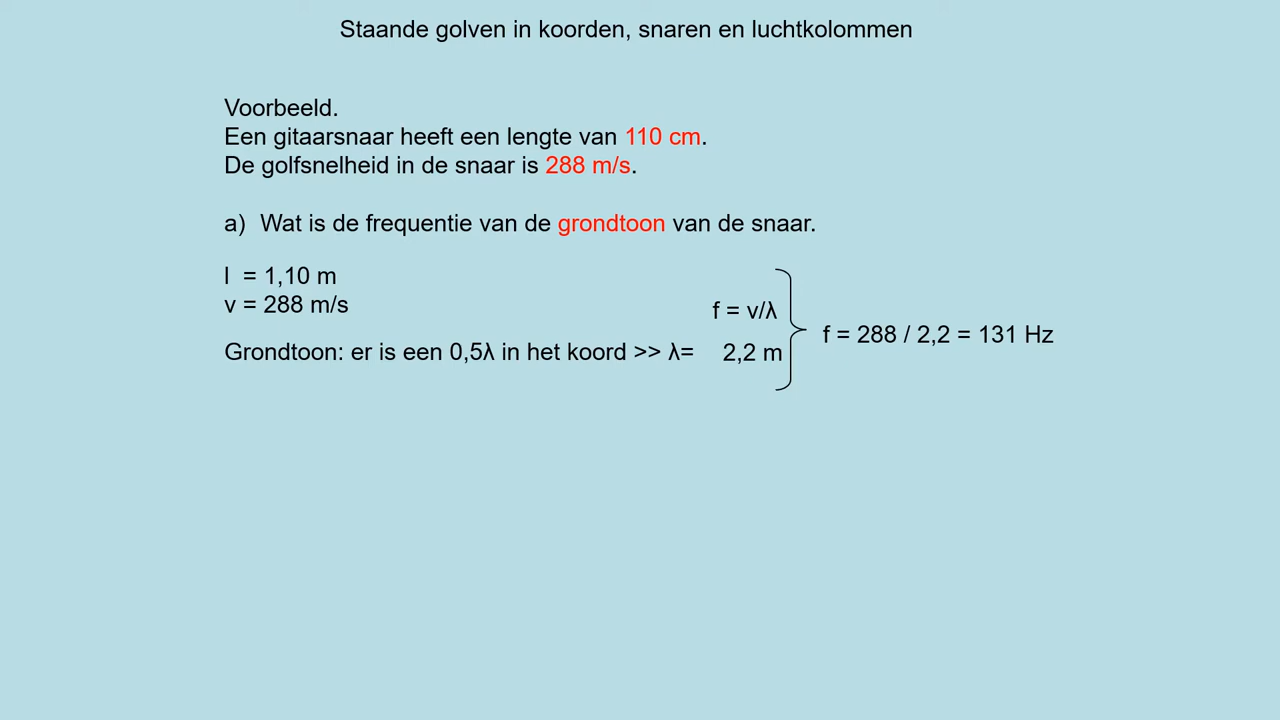 Staande golven in koorden, snaren en luchtkolommen
Voorbeeld.
Een gitaarsnaar heeft een lengte van 110 cm.
De golfsnelheid in de snaar is 288 m/s.
a) Wat is de frequentie van de grondtoon van de snaar.
l = 1,10 m
v = 288 m/s
f = v/λ
Grondtoon: er is een 0,5λ in het koord >> λ= 2,2 m
f = 288 / 2,2 = 131 Hz